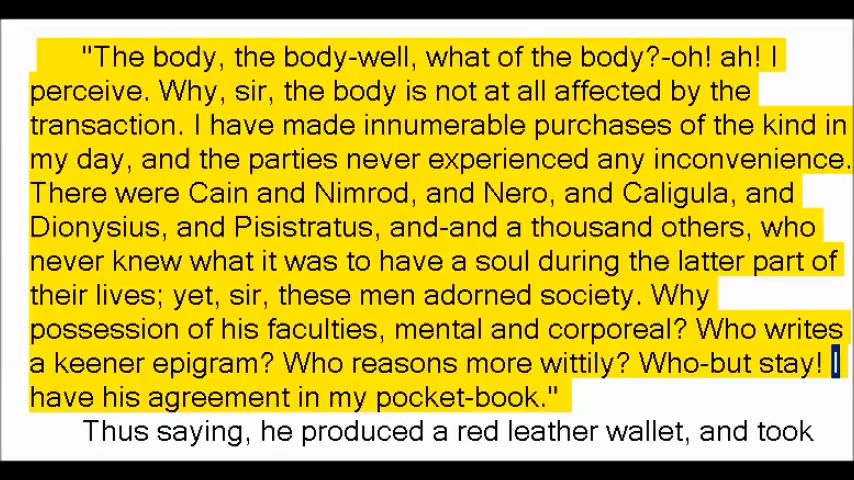 "The body, the body-well, what of the body?-oh! ah! I
perceive. Why, sir, the body is not at all affected by the
transaction. I have made innumerable purchases of the kind in
my day, and the parties never experienced any inconvenience.
There were Cain and Nimrod, and Nero, and Caligula, and
Dionysius, and Pisistratus, and-and a thousand others, who
never knew what it was to have a soul during the latter part of
their lives; yet, sir, these men adorned society. Why
possession of his faculties, mental and corporeal? Who writes
a keener epigram? Who reasons more wittily? Who-but stay! I
have his agreement in my pocket-book."
Thus saying, he produced a red leather wallet, and took